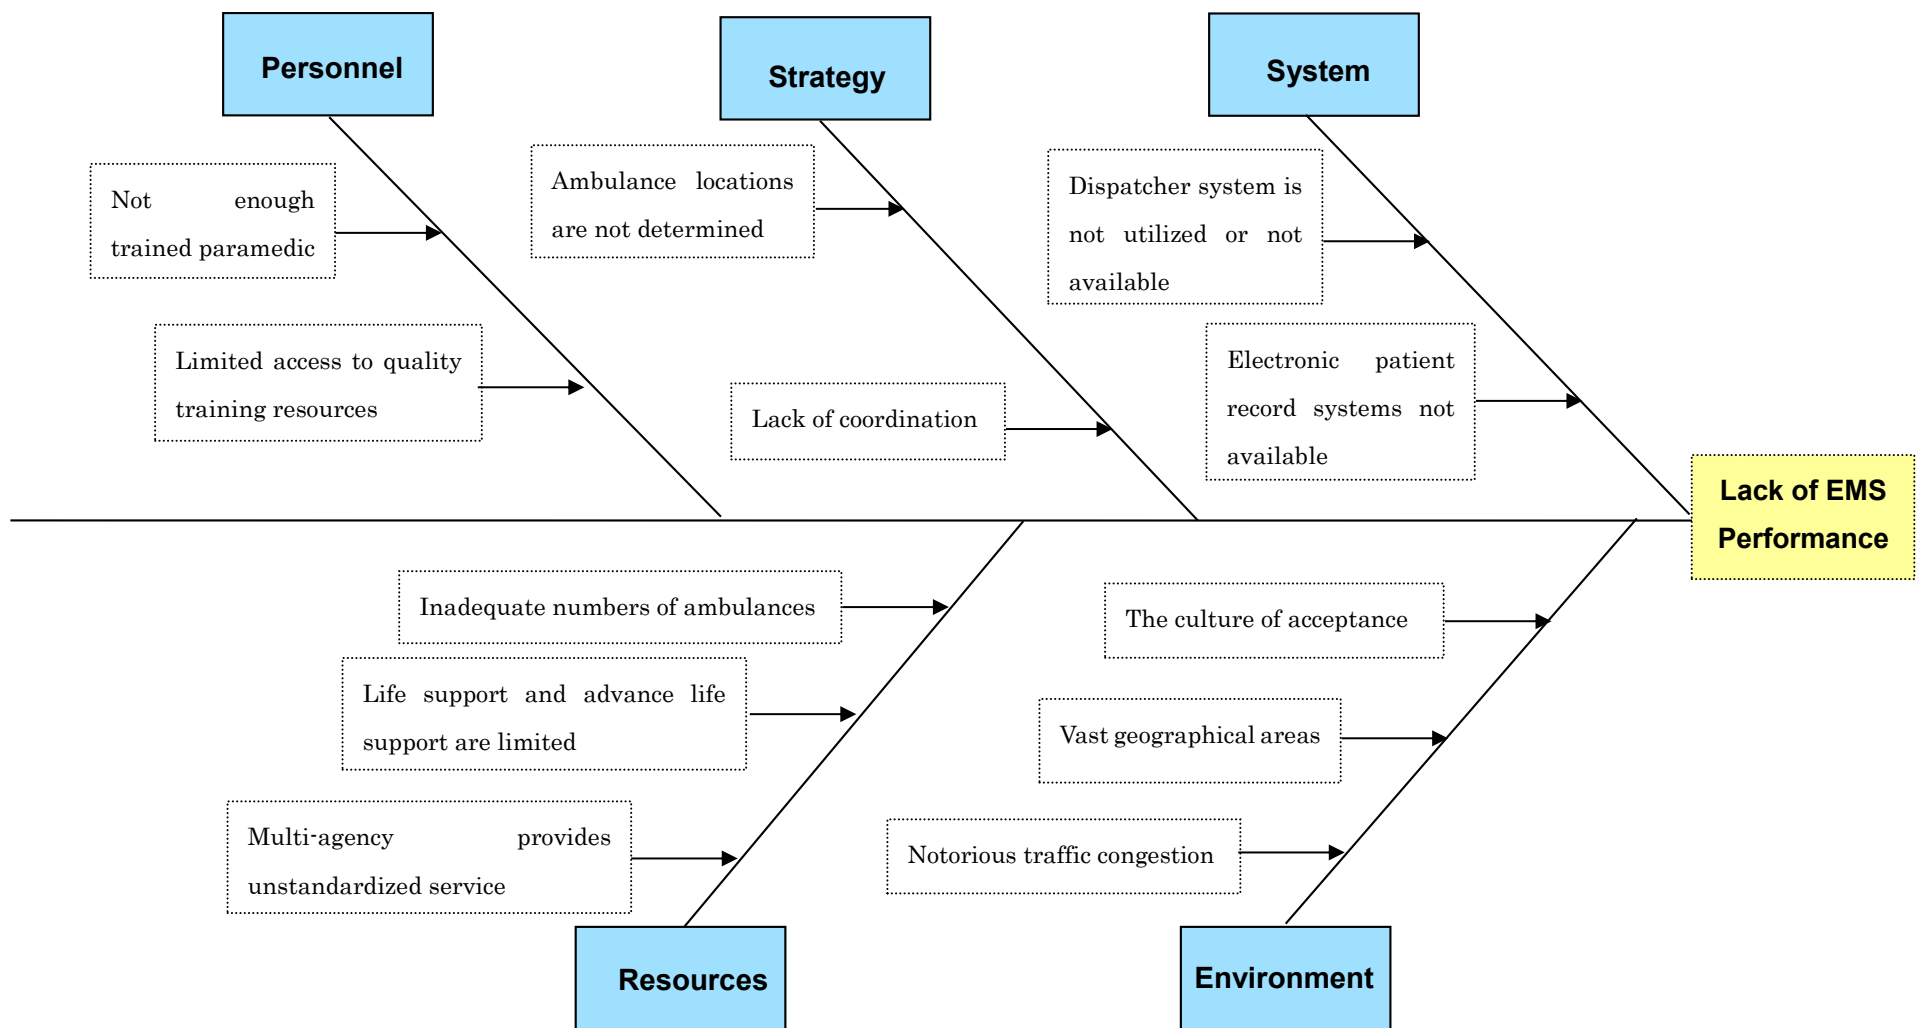 Personnel
Strategy
System
Not enough
trained paramedic
Ambulance locations
are not determined
Dispatcher system is
not utilized or not
available
Limited access to quality
training resources
Lack of coordination
Electronic patient
record systems not
available
Lack of EMS
Performance
Inadequate numbers of ambulances
The culture of acceptance
Life support and advance life
support are limited
Vast geographical areas
Multi-agency provides
unstandardized service
Notorious traffic congestion
Resources
Environment